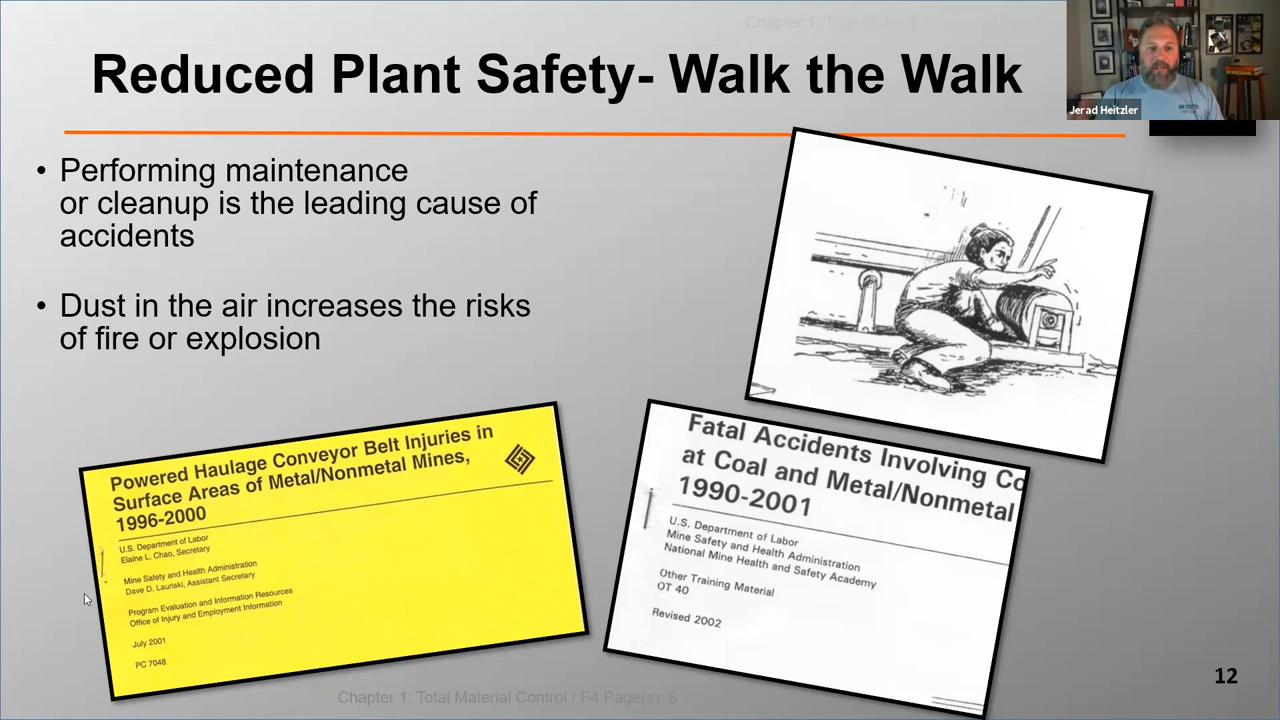 Chapter 1: Total
Reduced Plant Safety- Walk the Walk
Jerad Heitzler
• Performing maintenance
or cleanup is the leading cause of
accidents
• Dust in the air increases the risks
of fire or explosion
Powered Haulage Conveyor Belt Injuries in
Surface Areas of Metal/Nonmetal Mines,
1996-2000
U.S. Department of Labor
Elaine L. Chao, Secretary
Mine Safety and Health Administration
Dave D. Lauriski, Assistant Secretary
Program Evaluation and Information Resources
Office of Injury and Employment Information
July 2001
PC 7048
Fatal Accidents Involving Co
at Coal and Metal/Nonmetal
1990-2001
U.S. Department of Labor
Mine Safety and Health Administration
National Mine Health and Safety Academy
Other Training Material
OT 40
Revised 2002
12
Chapter 1: Total Material Control / F4 Page(s): 6